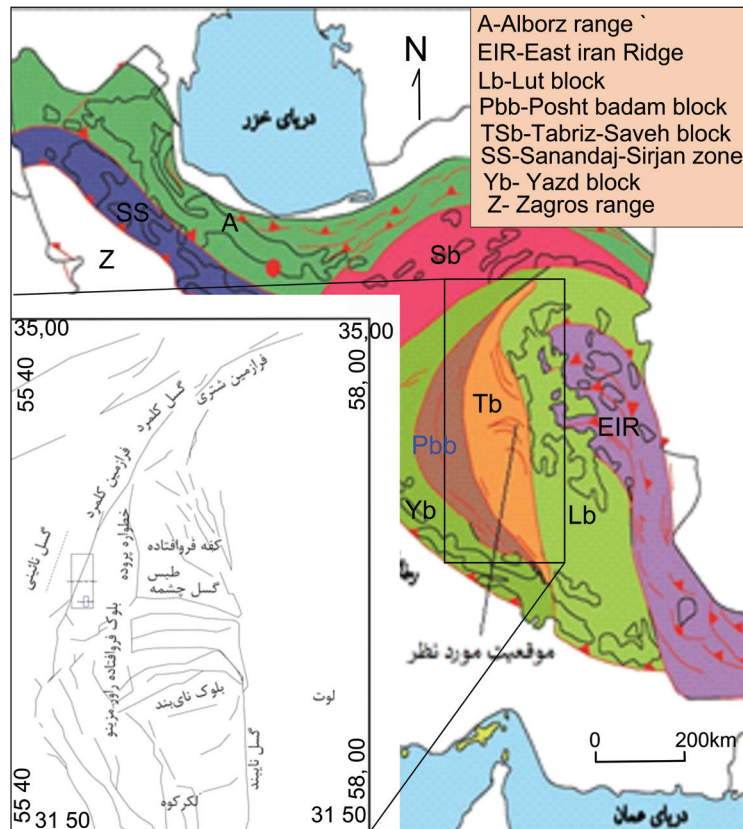 A-Alborz range `
EIR-East iran Ridge
Lb-Lut block
Pbb-Posht badam block
TSb-Tabriz-Saveh block
SS-Sanandaj-Sirjan zone
Yb- Yazd block
Z- Zagros range
N
دریای خزر
SS
A
Z
Sb
Tb
Pbb
EIR
Yb
Lb
موقعیت مورد نظر
0 200km
دریای عمان
35,00
35,00
55 40
58, 00
فرازمین شتری
گسل کلمرد
فرازمین کلمرد
گسل نائینی
خطواره پروده
کفه فروافتاده
طبس
گسل چشمه
بلوک فروافتاده راور مزینو
بلوک نای‌بند
لوت
گسل نایبند
لکرکوه
55 40
58, 00
31 50
31 50